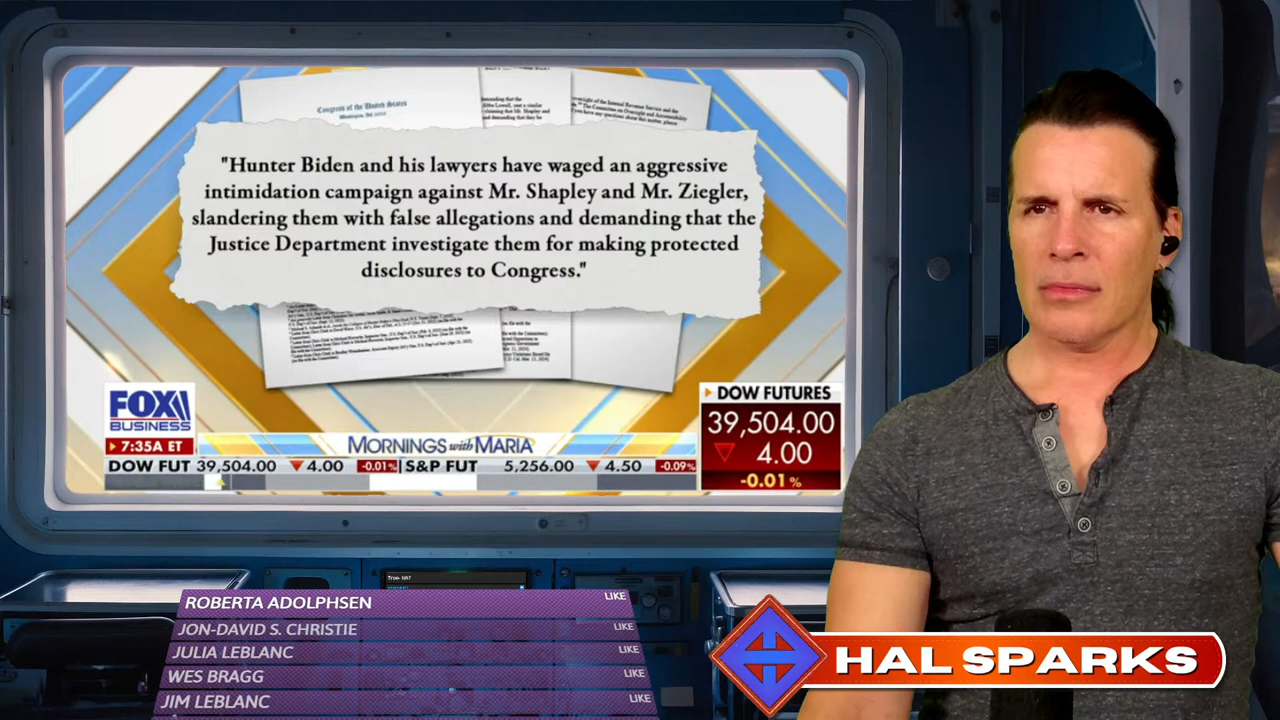 Congress of the United States
Washington, DC 20515
"Hunter Biden and his lawyers have waged an aggressive
intimidation campaign against Mr. Shapley and Mr. Ziegler,
slandering them with false allegations and demanding that the
Justice Department investigate them for making protected
disclosures to Congress."
FOX
BUSINESS
7:35A ET
MORNINGS with MARIA
DOW FUT 39,504.00 ▼ 4.00 -0.01% S&P FUT 5,256.00 ▼ 4.50 -0.09%
DOW FUTURES
39,504.00
4.00
-0.01%
ROBERTA ADOLPHSEN LIKE
JON-DAVID S. CHRISTIE LIKE
JULIA LEBLANC LIKE
WES BRAGG LIKE
JIM LEBLANC LIKE
HAL SPARKS